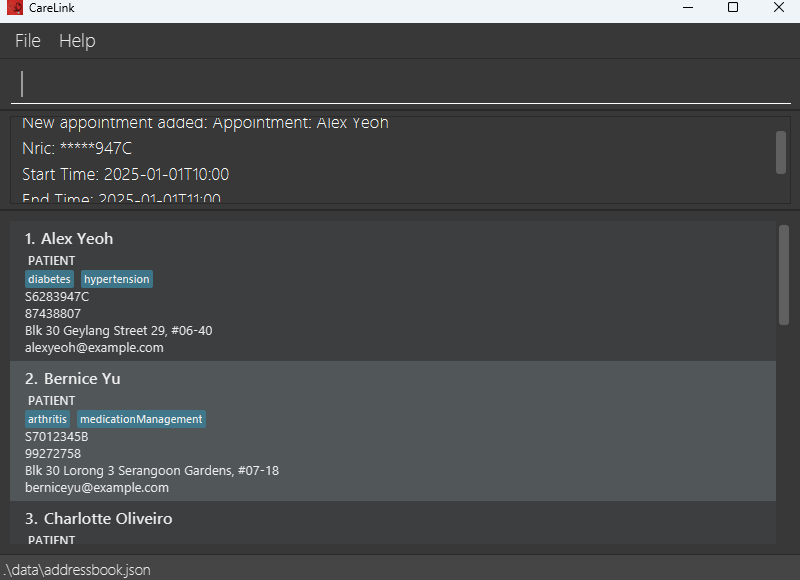 CareLink
File Help
New appointment added: Appointment: Alex Yeoh
Nric: *****947C
Start Time: 2025-01-01T10:00
End Time: 2025-01-01T11:00
1. Alex Yeoh
PATIENT
diabetes hypertension
S6283947C
87438807
Blk 30 Geylang Street 29, #06-40
alexyeoh@example.com
2. Bernice Yu
PATIENT
arthritis medicationManagement
S7012345B
99272758
Blk 30 Lorong 3 Serangoon Gardens, #07-18
berniceyu@example.com
3. Charlotte Oliveiro
PATIENT
.\data\addressbook.json